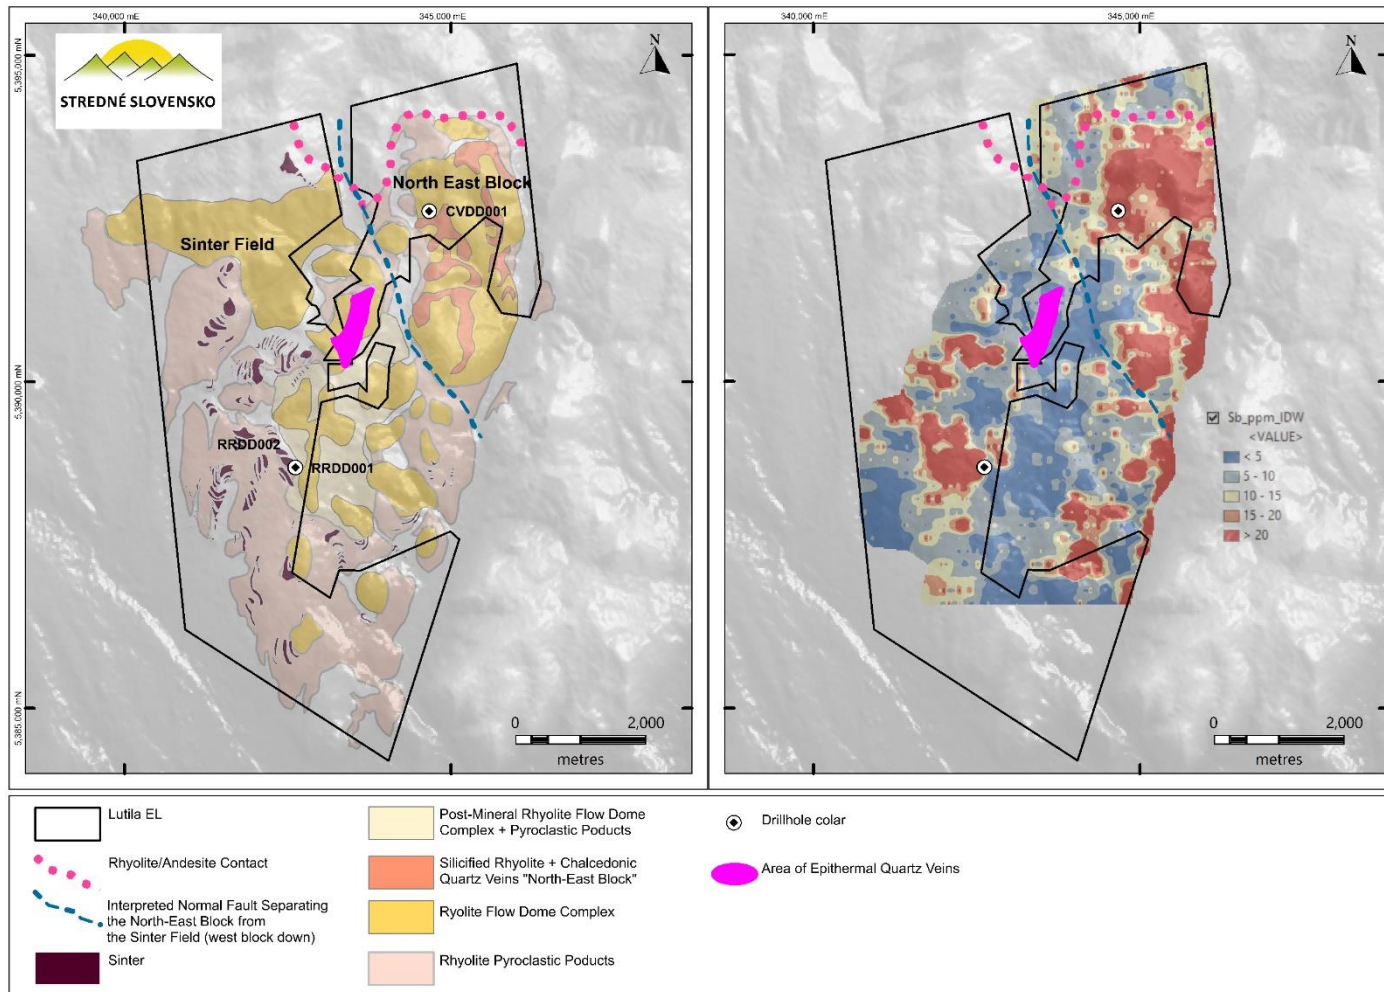 340,000 mE
345,000 mE
340,000 mE
345,000 mE
5,395,000 mN
5,390,000 mN
5,385,000 mN
STREDNÉ SLOVENSKO
N
North East Block
CVDD001
Sinter Field
RRDD002
RRDD001
0 2,000
metres
N
Sb_ppm_IDW
<VALUE>
< 5
5 - 10
10 - 15
15 - 20
> 20
0 2,000
metres
Lutila EL
Rhyolite/Andesite Contact
Interpreted Normal Fault Separating
the North-East Block from
the Sinter Field (west block down)
Sinter
Post-Mineral Rhyolite Flow Dome
Complex + Pyroclastic Poducts
Silicified Rhyolite + Chalcedonic
Quartz Veins "North-East Block"
Ryolite Flow Dome Complex
Rhyolite Pyroclastic Poducts
Drillhole colar
Area of Epithermal Quartz Veins